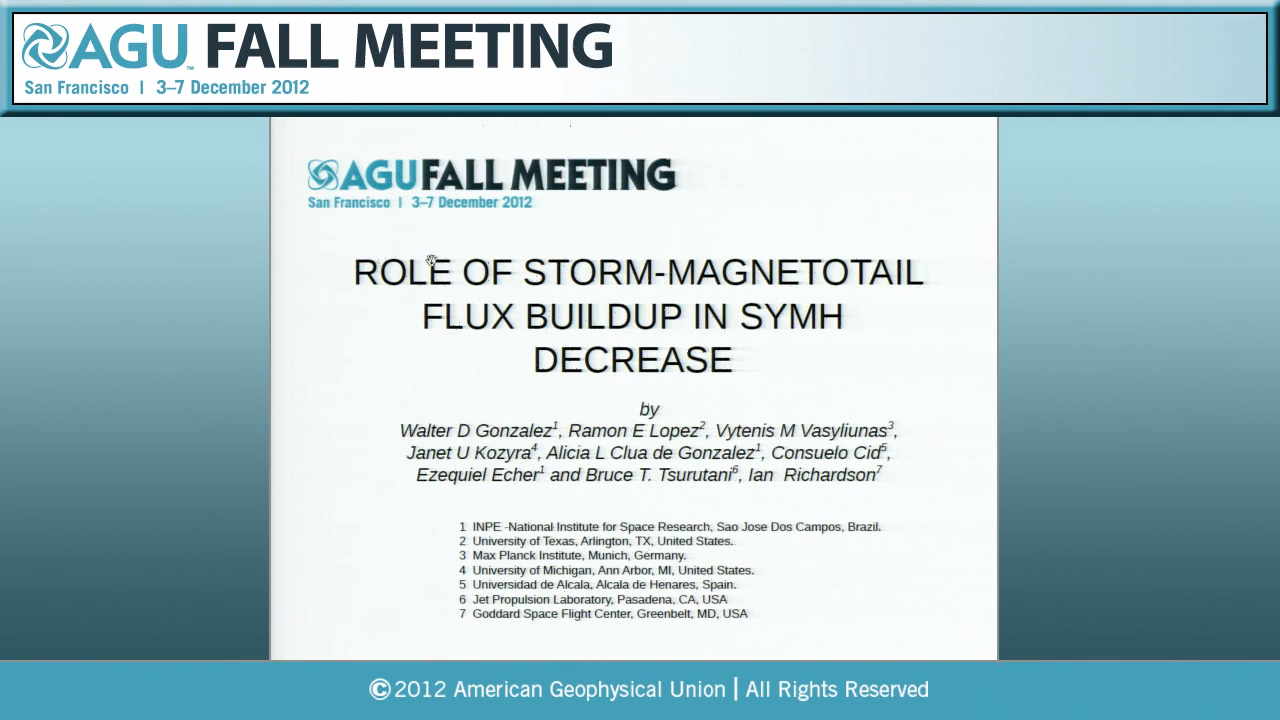 AGU™ FALL MEETING
San Francisco | 3–7 December 2012
AGU FALL MEETING
San Francisco | 3–7 December 2012
ROLE OF STORM-MAGNETOTAIL
FLUX BUILDUP IN SYMH
DECREASE
by
Walter D Gonzalez1, Ramon E Lopez2, Vytenis M Vasyliunas3,
Janet U Kozyra4, Alicia L Clua de Gonzalez1, Consuelo Cid5,
Ezequiel Echer1 and Bruce T. Tsurutani6, Ian Richardson7
1 INPE -National Institute for Space Research, Sao Jose Dos Campos, Brazil.
2 University of Texas, Arlington, TX, United States.
3 Max Planck Institute, Munich, Germany.
4 University of Michigan, Ann Arbor, MI, United States.
5 Universidad de Alcala, Alcala de Henares, Spain.
6 Jet Propulsion Laboratory, Pasadena, CA, USA
7 Goddard Space Flight Center, Greenbelt, MD, USA
©2012 American Geophysical Union | All Rights Reserved